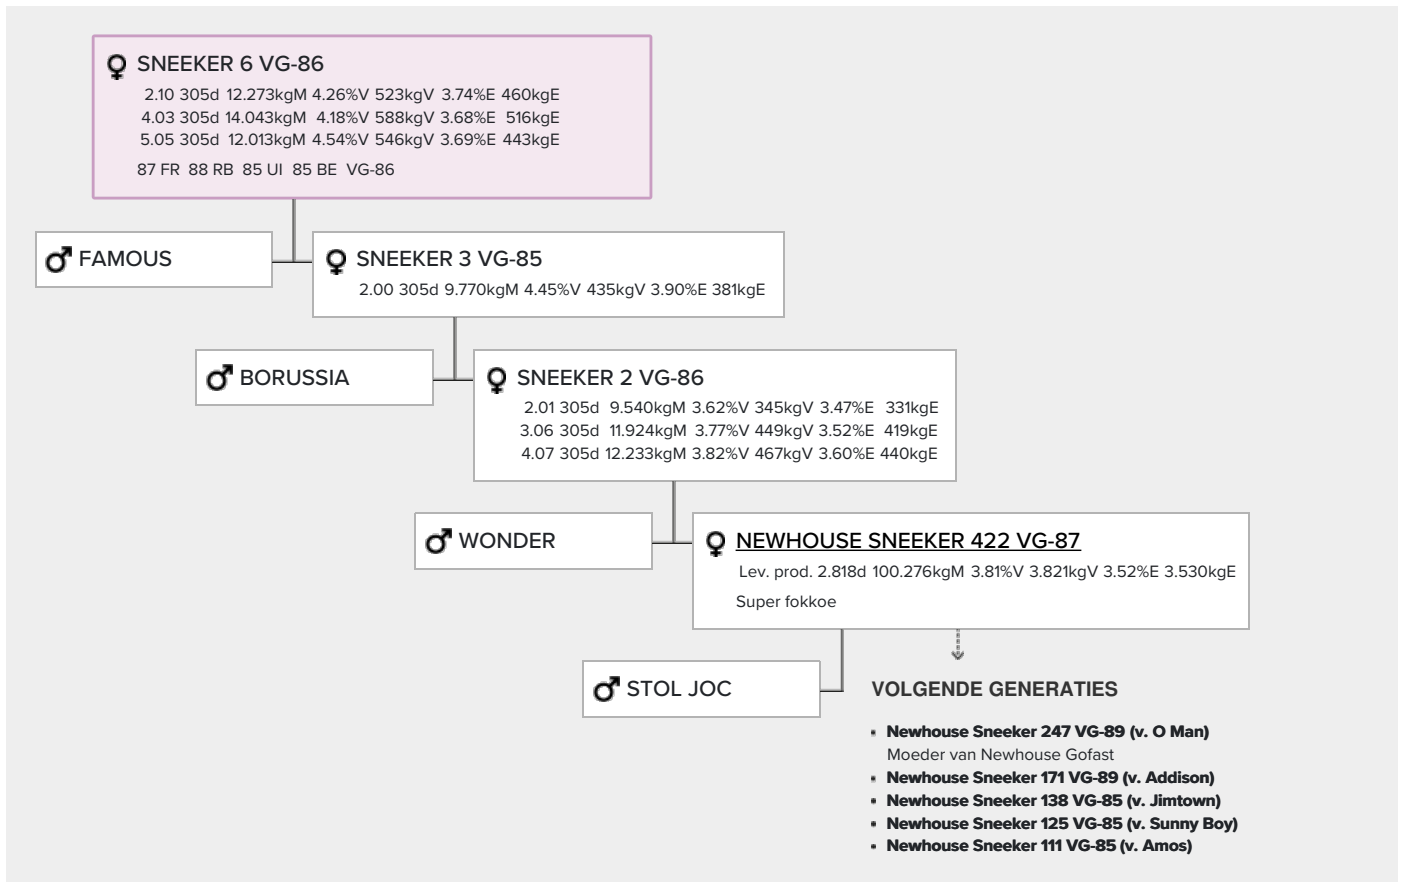 SNEEKER 6 VG-86
2.10 305d 12.273kgM 4.26%V 523kgV 3.74%E 460kgE
4.03 305d 14.043kgM 4.18%V 588kgV 3.68%E 516kgE
5.05 305d 12.013kgM 4.54%V 546kgV 3.69%E 443kgE
87 FR 88 RB 85 UI 85 BE VG-86
FAMOUS
SNEEKER 3 VG-85
2.00 305d 9.770kgM 4.45%V 435kgV 3.90%E 381kgE
BORUSSIA
SNEEKER 2 VG-86
2.01 305d 9.540kgM 3.62%V 345kgV 3.47%E 331kgE
3.06 305d 11.924kgM 3.77%V 449kgV 3.52%E 419kgE
4.07 305d 12.233kgM 3.82%V 467kgV 3.60%E 440kgE
WONDER
NEWHOUSE SNEEKER 422 VG-87
Lev. prod. 2.818d 100.276kgM 3.81%V 3.821kgV 3.52%E 3.530kgE
Super fokkoe
STOL JOC
VOLGENDE GENERATIES
▪ Newhouse Sneeker 247 VG-89 (v. O Man)
Moeder van Newhouse Gofast
▪ Newhouse Sneeker 171 VG-89 (v. Addison)
▪ Newhouse Sneeker 138 VG-85 (v. Jimtown)
▪ Newhouse Sneeker 125 VG-85 (v. Sunny Boy)
▪ Newhouse Sneeker 111 VG-85 (v. Amos)